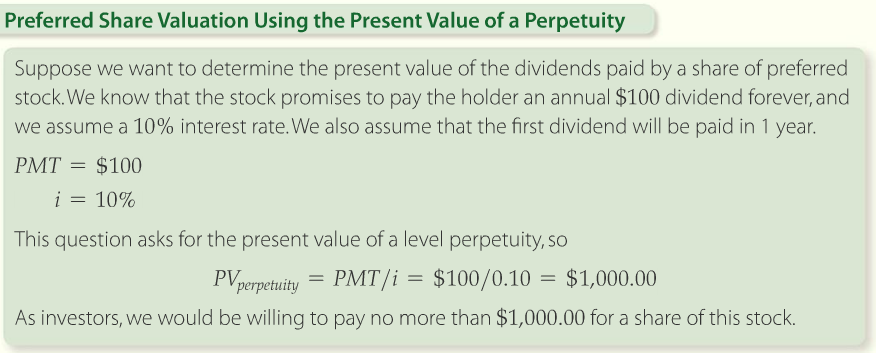 Preferred Share Valuation Using the Present Value of a Perpetuity
Suppose we want to determine the present value of the dividends paid by a share of preferred
stock. We know that the stock promises to pay the holder an annual $100 dividend forever, and
we assume a 10% interest rate. We also assume that the first dividend will be paid in 1 year.
PMT = $100
i = 10%
This question asks for the present value of a level perpetuity, so
PVperpetuity = PMT/i = $100/0.10 = $1,000.00
As investors, we would be willing to pay no more than $1,000.00 for a share of this stock.